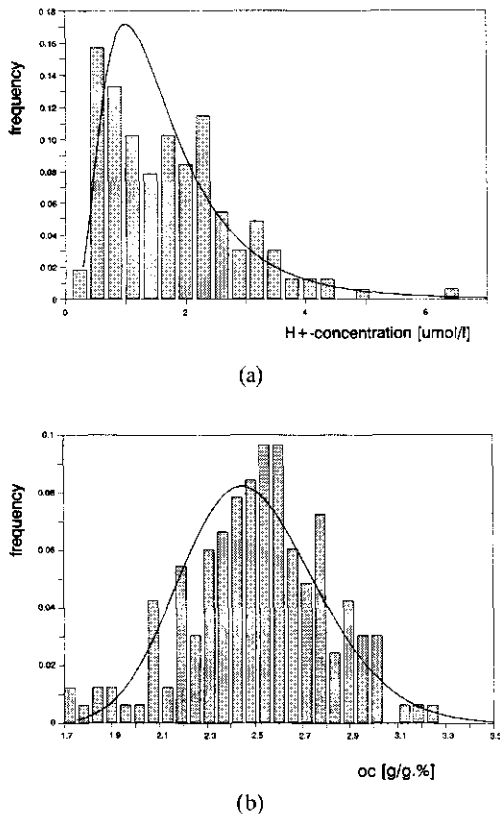 0.18
0.16
0.14
0.12
0.10
0.08
0.06
0.04
0.02
0
frequency
0 2 4 6
H+-concentration [umol/l]
(a)
0.1
0.08
0.06
0.04
0.02
0
frequency
1.7 1.9 2.1 2.3 2.5 2.7 2.9 3.1 3.3 3.5
oc [g/g.%]
(b)